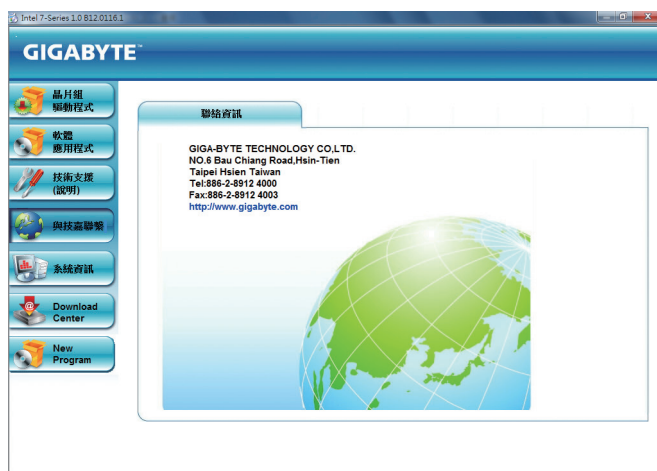 Intel 7-Series 1.0 B12.0116.1
GIGABYTE™
晶片組
驅動程式
軟體
應用程式
技術支援
(說明)
與技嘉聯繫
系統資訊
Download
Center
New
Program
聯絡資訊
GIGA-BYTE TECHNOLOGY CO,LTD.
NO.6 Bau Chiang Road,Hsin-Tien
Taipei Hsien Taiwan
Tel:886-2-8912 4000
Fax:886-2-8912 4003
http://www.gigabyte.com